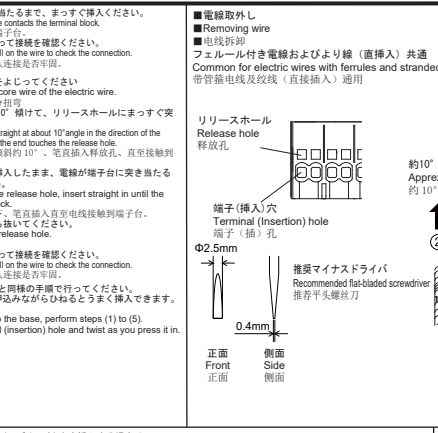 当たるまで、まっすぐ挿入ください。
e contacts the terminal block.
子台。
って接続を確認ください。
ll on the wire to check the connection.
入连接是否牢固。
をよじってください
core wire of the electric wire.
分扭弯
0° 傾けて、リリースホールにまっすぐ突
raight at about 10°angle in the direction of the
the end touches the release hole.
倾斜约 10° 、笔直插入释放孔、直至接触到
挿入したまま、電線が端子台に突き当たる
e release hole, insert straight in until the
ck.
下、笔直插入直至电线接触到端子台。
ら抜いてください。
release hole.
って接続を確認ください。
ll on the wire to check the connection.
入连接是否牢固。
と同様の手順で行ってください。
甲込みながらひねるとうまく挿入できます。
o the base, perform steps (1) to (5).
l (insertion) hole and twist as you press it in.
■電線取外し
■Removing wire
■电线拆卸
フェルール付き電線およびより線（直挿入）共通
Common for electric wires with ferrules and stranded
带管箍电线及绞线（直接插入）通用
リリースホール
Release hole
释放孔
端子（挿入）穴
Terminal (Insertion) hole
端子（插）孔
約10°
Approx
约 10°
②
Φ2.5mm
推奨マイナスドライバ
Recommended flat-bladed screwdriver
推荐平头螺丝刀
0.4mm
正面 側面
Front Side
正面 侧面